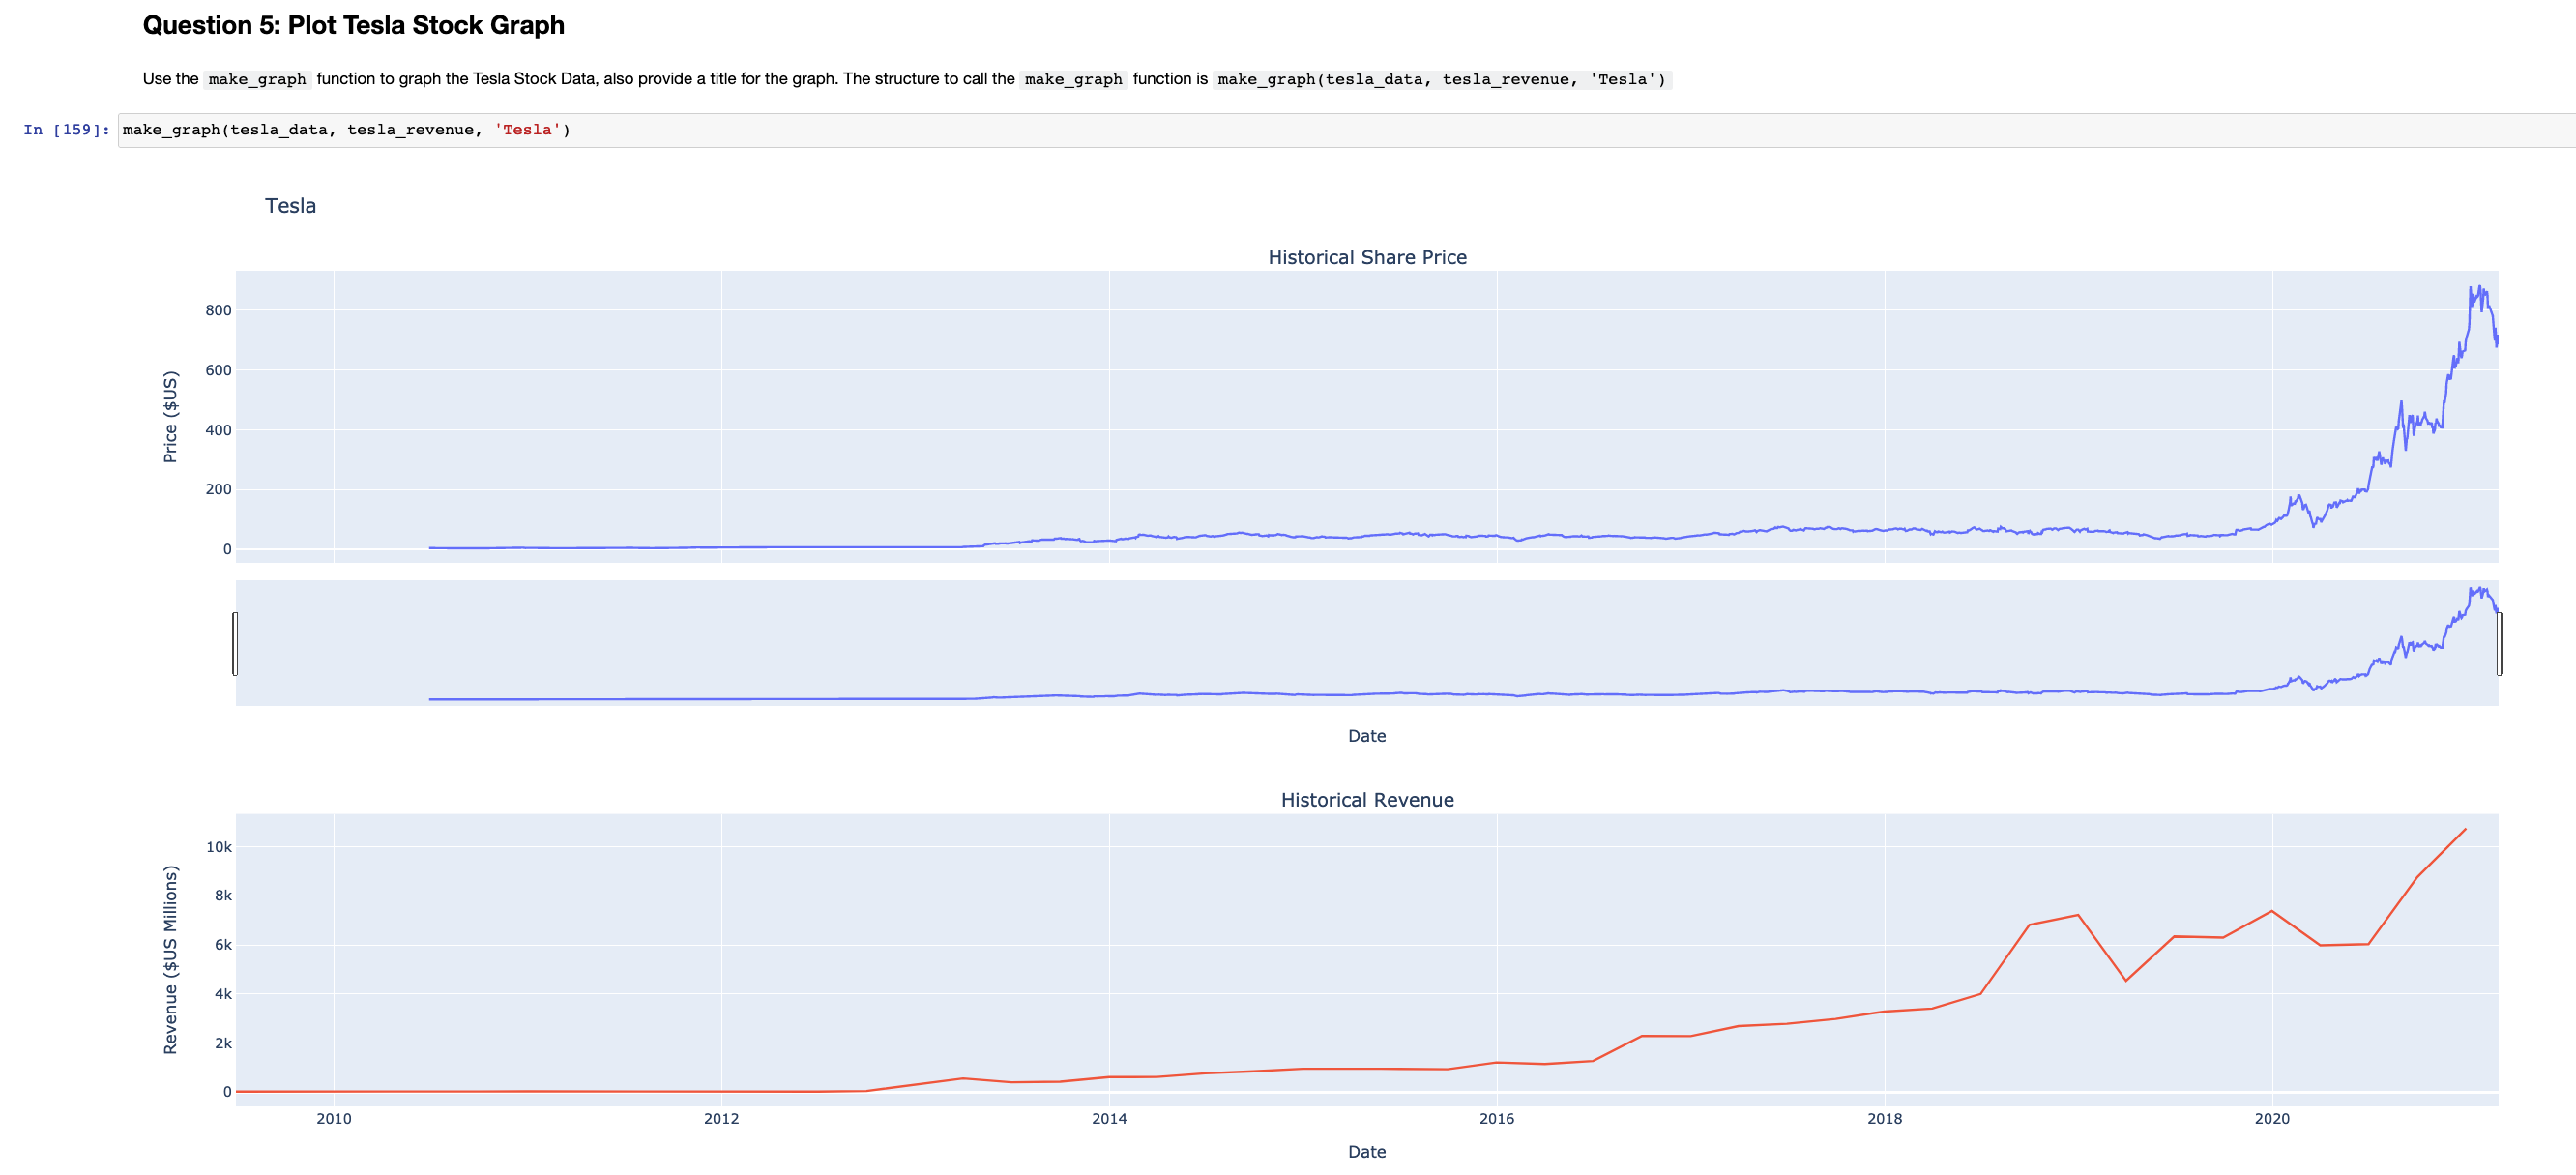 Question 5: Plot Tesla Stock Graph
Use the make_graph function to graph the Tesla Stock Data, also provide a title for the graph. The structure to call the make_graph function is make_graph(tesla_data, tesla_revenue, 'Tesla')
In [159]: make_graph(tesla_data, tesla_revenue, 'Tesla')
Tesla
Historical Share Price
Price ($US)
800
600
400
200
0
Date
Historical Revenue
Revenue ($US Millions)
10k
8k
6k
4k
2k
0
2010 2012 2014 2016 2018 2020
Date